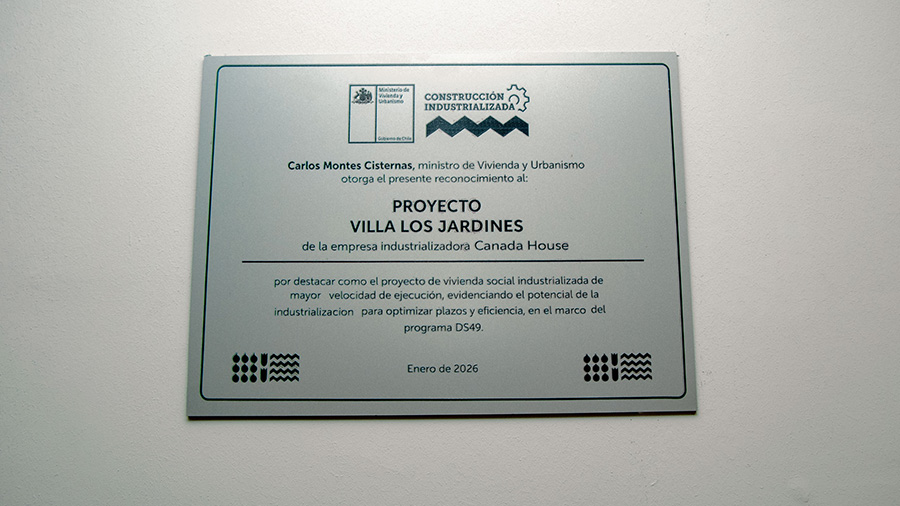 Ministerio de
Vivienda y
Urbanismo
Gobierno de Chile
CONSTRUCCIÓN
INDUSTRIALIZADA
Carlos Montes Cisternas, ministro de Vivienda y Urbanismo
otorga el presente reconocimiento al:
PROYECTO
VILLA LOS JARDINES
de la empresa industrializadora Canada House
por destacar como el proyecto de vivienda social industrializada de
mayor velocidad de ejecución, evidenciando el potencial de la
industrializacion para optimizar plazos y eficiencia, en el marco del
programa DS49.
Enero de 2026